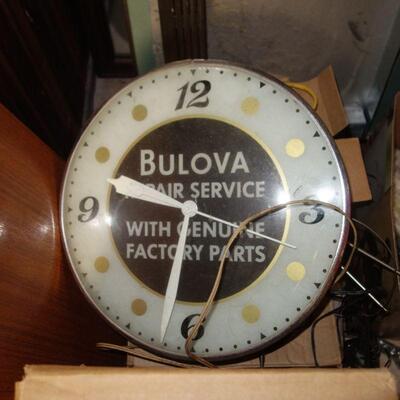 12
BULOVA
REPAIR SERVICE
9 3
WITH GENUINE
FACTORY PARTS
6